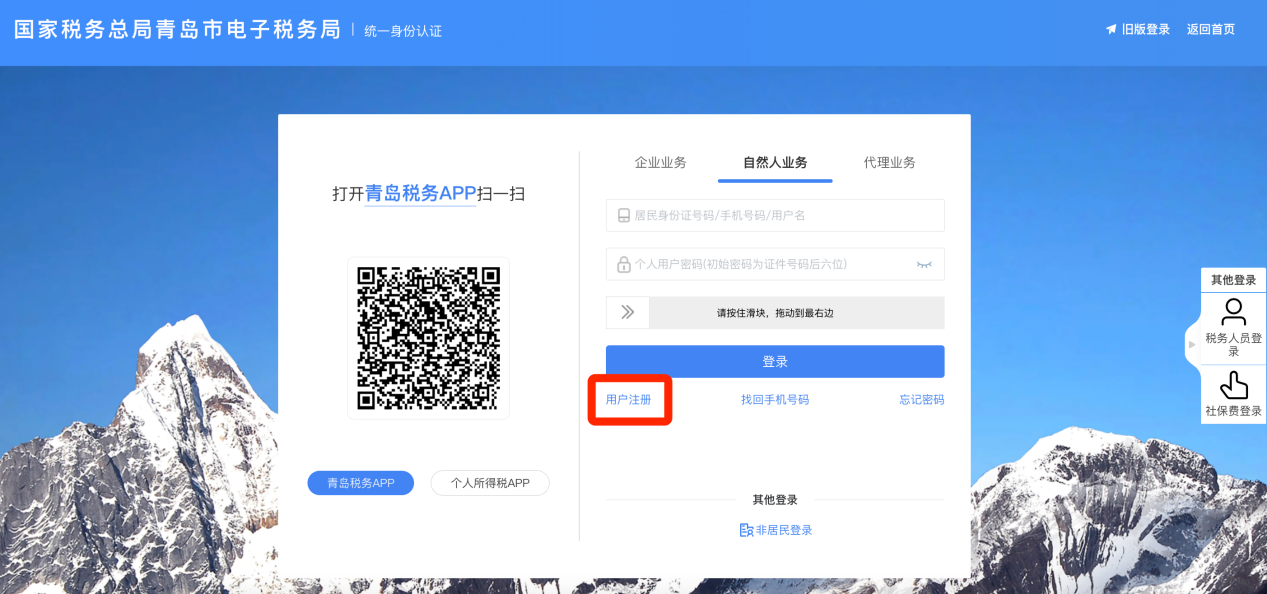 国家税务总局青岛市电子税务局 | 统一身份认证
旧版登录 返回首页
打开青岛税务APP扫一扫
青岛税务APP 个人所得税APP
企业业务 自然人业务 代理业务
居民身份证号码/手机号码/用户名
个人用户密码(初始密码为证件号码后六位)
请按住滑块，拖动到最右边
登录
用户注册 找回手机号码 忘记密码
其他登录
非居民登录
其他登录
税务人员登
录
社保费登录